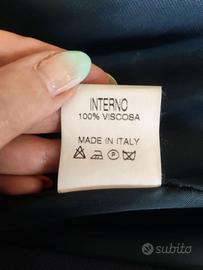 INTERNO
100% VISCOSA
MADE IN ITALY
P
subito